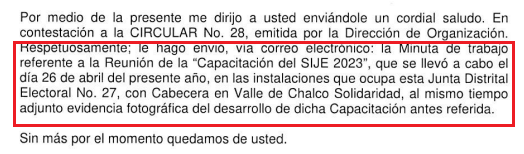 Por medio de la presente me dirijo a usted enviándole un cordial saludo. En
contestación a la CIRCULAR No. 28, emitida por la Dirección de Organización.
Respetuosamente; le hago envío, vía correo electrónico: la Minuta de trabajo
referente a la Reunión de la “Capacitación del SIJE 2023”, que se llevó a cabo el
día 26 de abril del presente año, en las instalaciones que ocupa esta Junta Distrital
Electoral No. 27, con Cabecera en Valle de Chalco Solidaridad, al mismo tiempo
adjunto evidencia fotográfica del desarrollo de dicha Capacitación antes referida.
Sin más por el momento quedamos de usted.